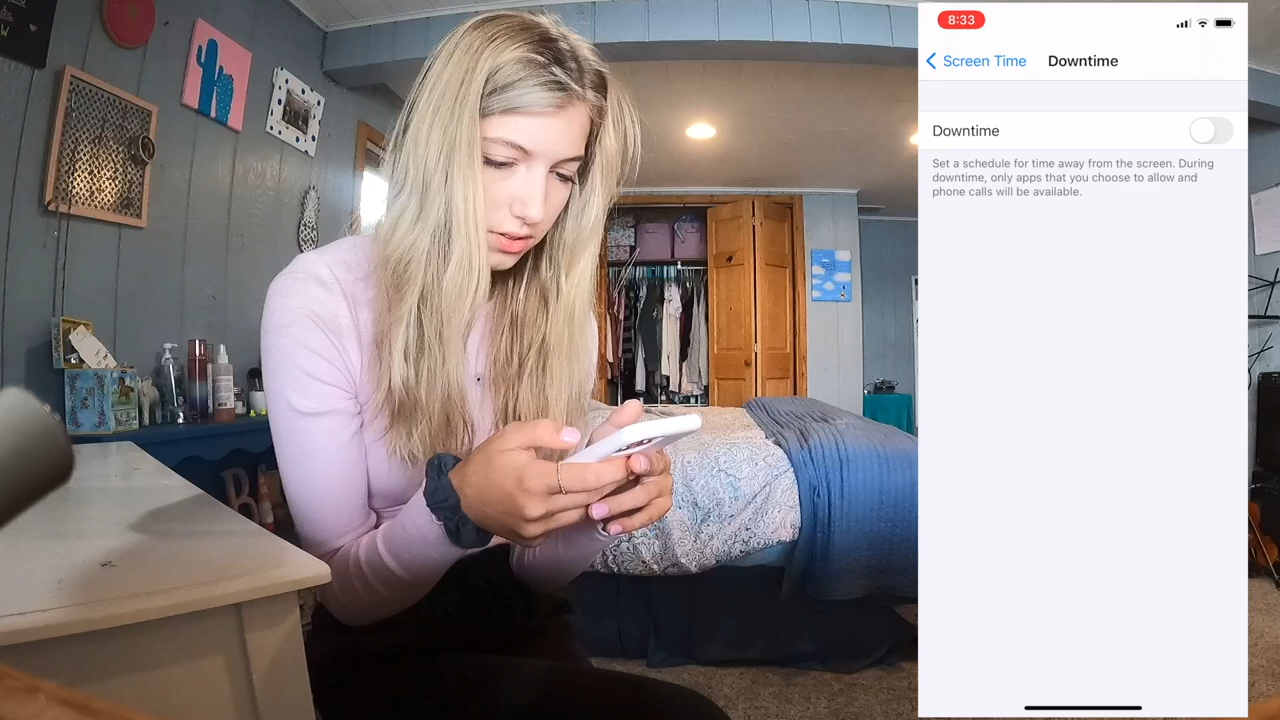 8:33
Screen Time
Downtime
Downtime
Set a schedule for time away from the screen. During
downtime, only apps that you choose to allow and
phone calls will be available.